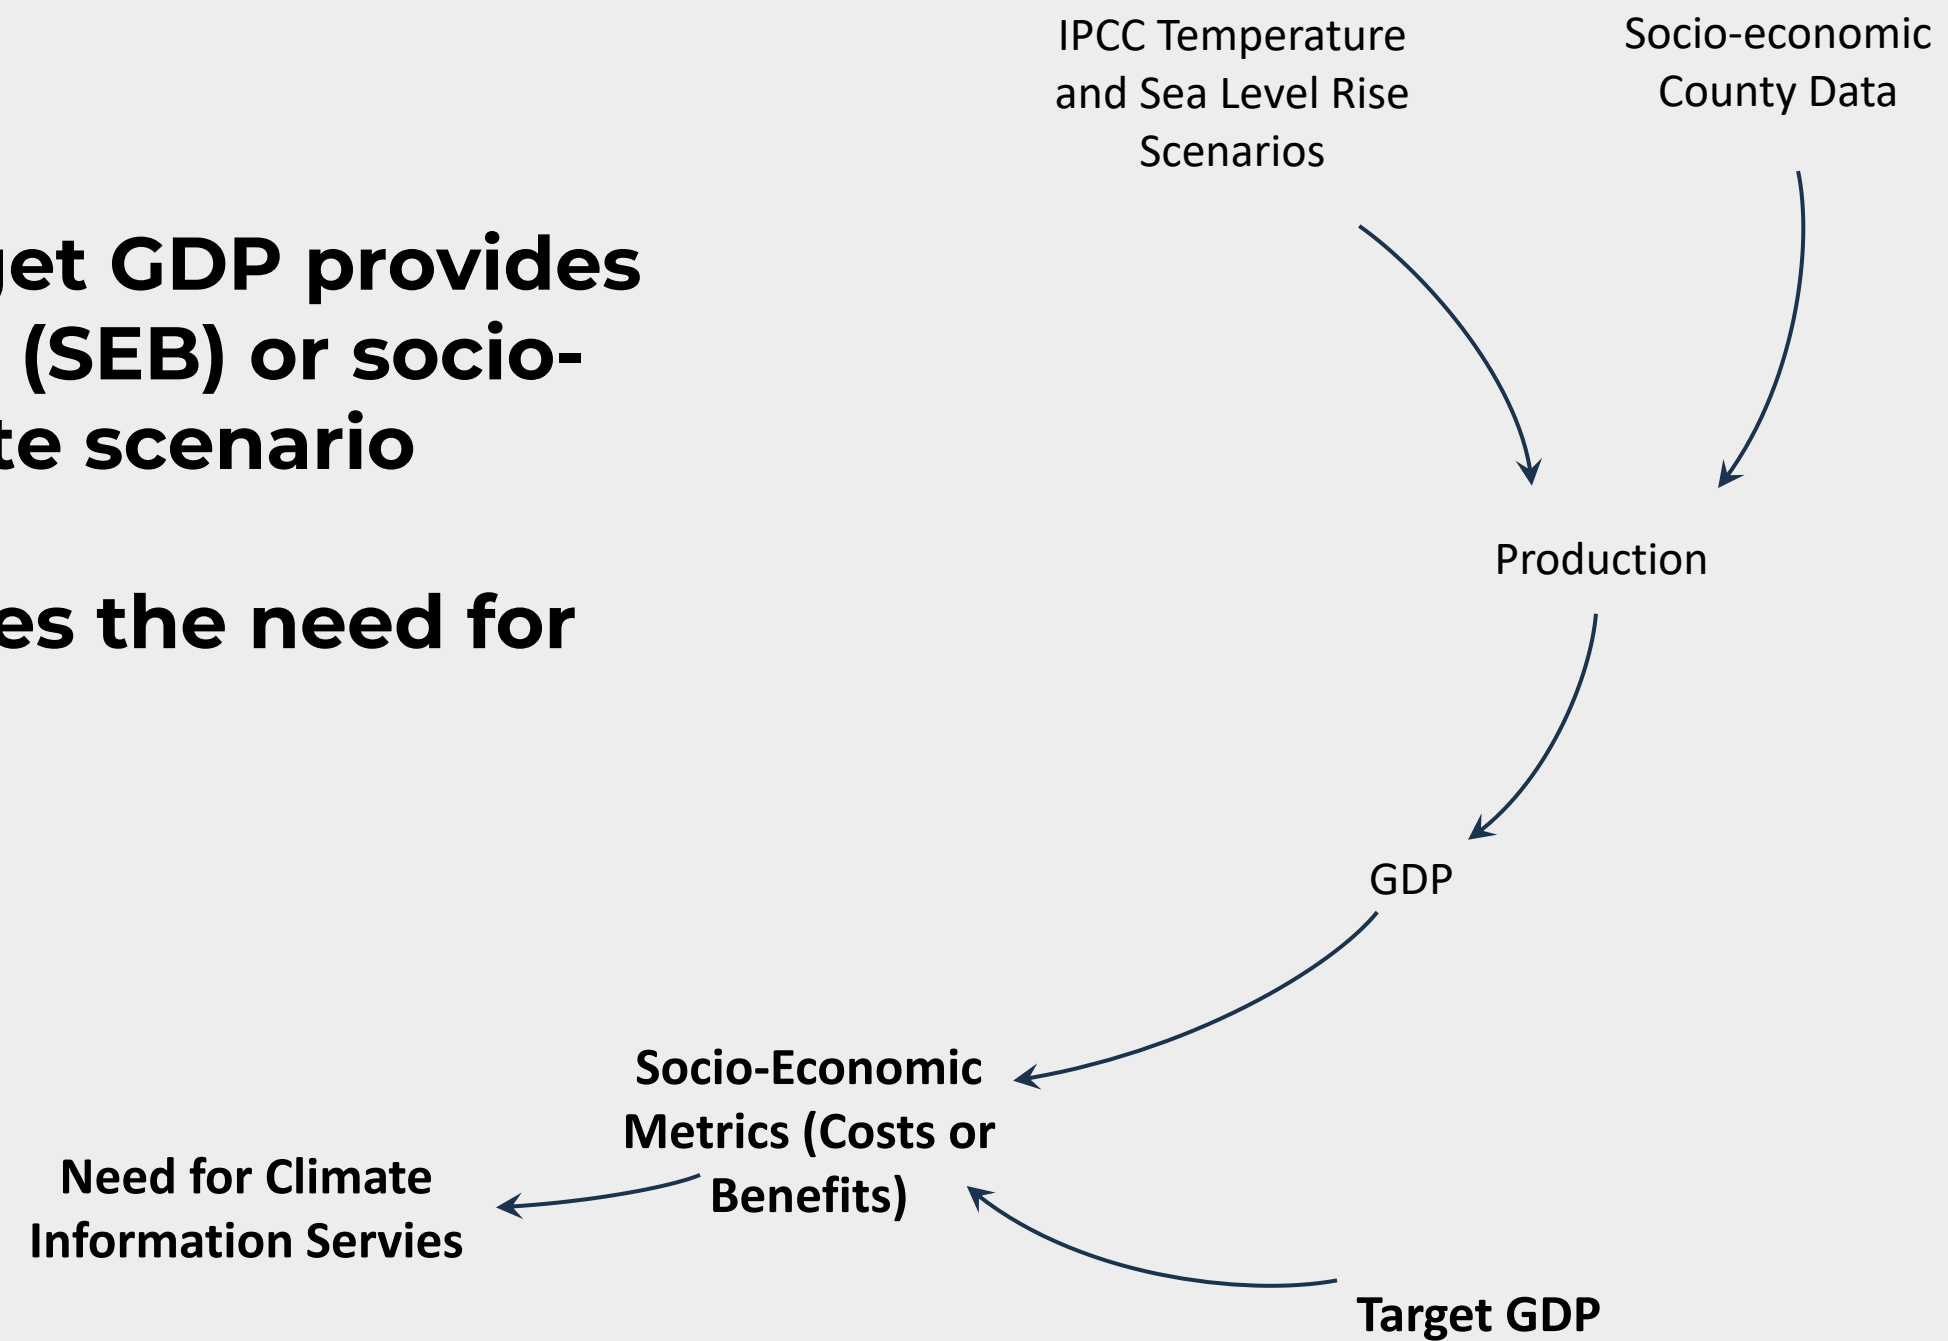 IPCC Temperature
and Sea Level Rise
Scenarios
Socio-economic
County Data
get GDP provides
(SEB) or socio-
te scenario
es the need for
Production
GDP
Socio-Economic
Metrics (Costs or
Benefits)
Need for Climate
Information Servies
Target GDP